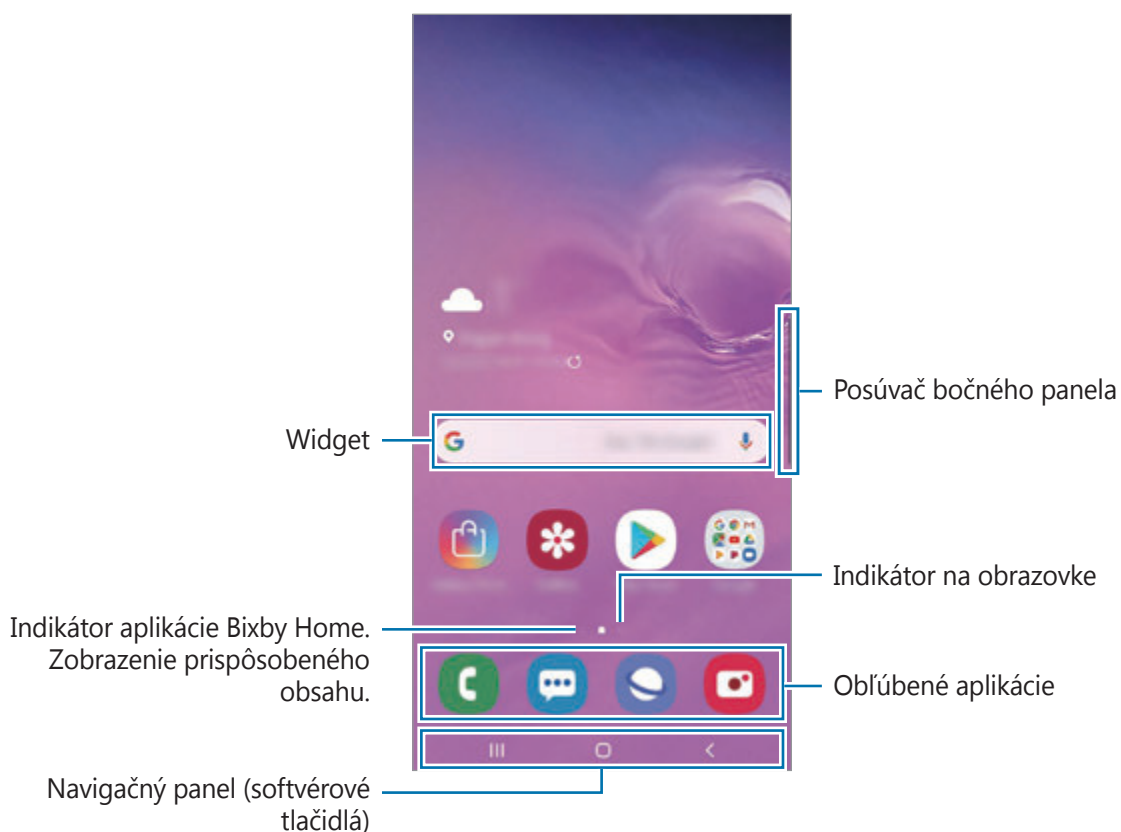 Posúvač bočného panela
Widget
Indikátor na obrazovke
Indikátor aplikácie Bixby Home.
Zobrazenie prispôsobeného
obsahu.
Obľúbené aplikácie
Navigačný panel (softvérové
tlačidlá)